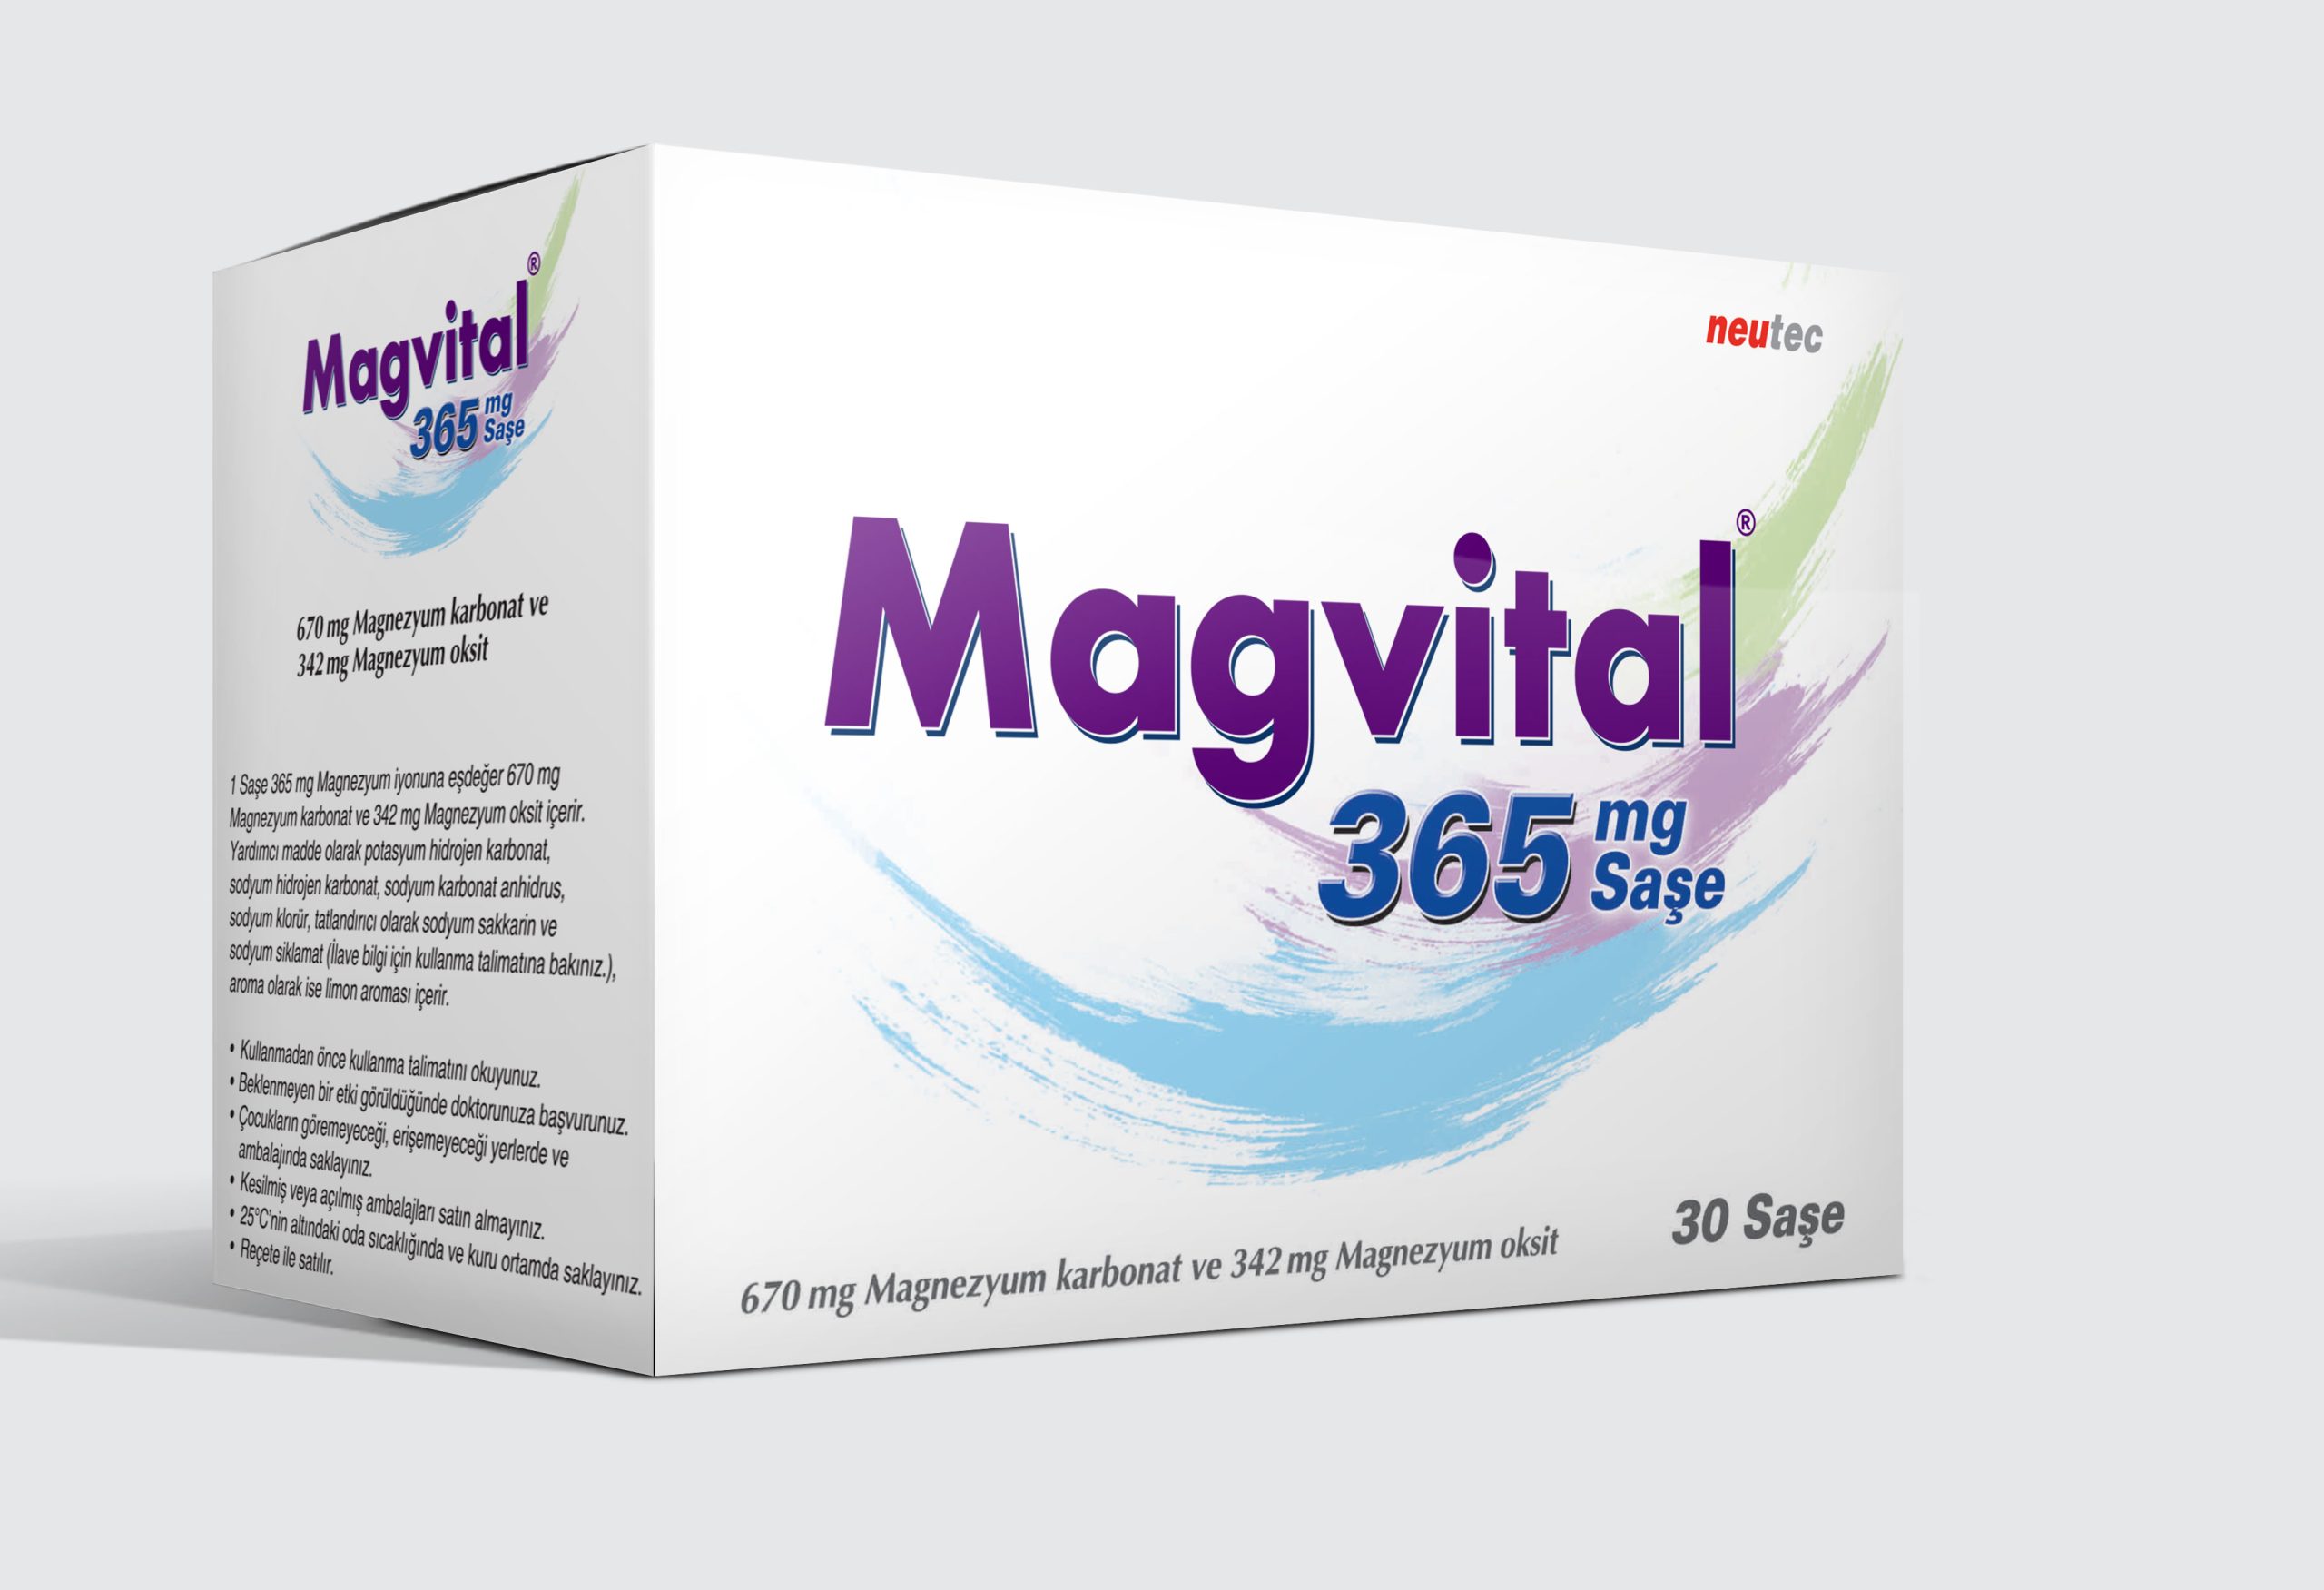 Magvital®
365 mg
Saşe
670 mg Magnezyum karbonat ve
342 mg Magnezyum oksit
1 Saşe 365 mg Magnezyum iyonuna eşdeğer 670 mg
Magnezyum karbonat ve 342 mg Magnezyum oksit içerir.
Yardımcı madde olarak potasyum hidrojen karbonat,
sodyum hidrojen karbonat, sodyum karbonat anhidrus,
sodyum klorür, tatlandırıcı olarak sodyum sakkarin ve
sodyum siklamat (İlave bilgi için kullanma talimatına bakınız.),
aroma olarak ise limon aroması içerir.
• Kullanmadan önce kullanma talimatını okuyunuz.
• Beklenmeyen bir etki görüldüğünde doktorunuza başvurunuz.
• Çocukların göremeyeceği, erişemeyeceği yerlerde ve
ambalajında saklayınız.
• Kesilmiş veya açılmış ambalajları satın almayınız.
• 25°C'nin altındaki oda sıcaklığında ve kuru ortamda saklayınız.
• Reçete ile satılır.
neutec
Magvital®
365 mg
Saşe
670 mg Magnezyum karbonat ve 342 mg Magnezyum oksit
30 Saşe